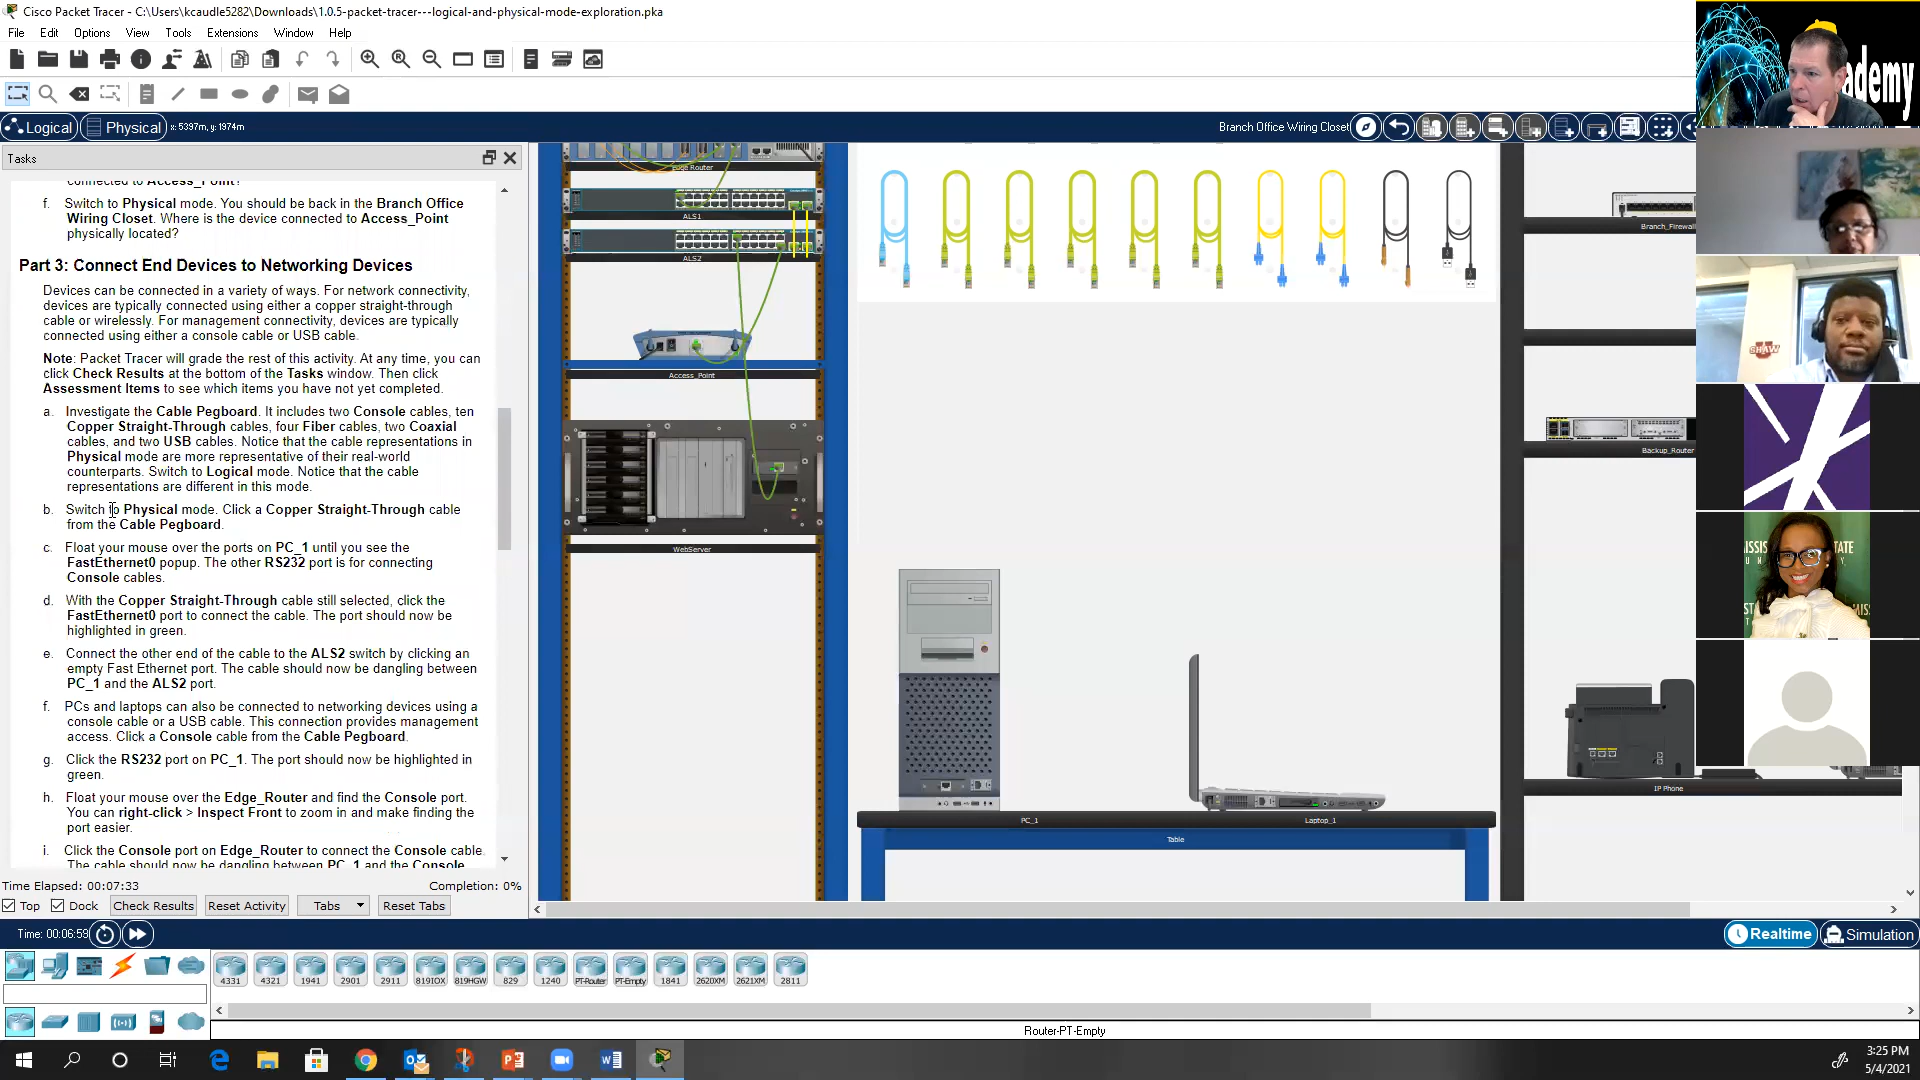 Cisco Packet Tracer - C:\Users\kcaudle5282\Downloads\1.0.5-packet-tracer---logical-and-physical-mode-exploration.pka
File Edit Options View Tools Extensions Window Help
Logical Physical x: 5397m, y: 1974m
Branch Office Wiring Closet
Tasks
connected to Access_Point?
f. Switch to Physical mode. You should be back in the Branch Office
Wiring Closet. Where is the device connected to Access_Point
physically located?
Part 3: Connect End Devices to Networking Devices
Devices can be connected in a variety of ways. For network connectivity,
devices are typically connected using either a copper straight-through
cable or wirelessly. For management connectivity, devices are typically
connected using either a console cable or USB cable.
Note: Packet Tracer will grade the rest of this activity. At any time, you can
click Check Results at the bottom of the Tasks window. Then click
Assessment Items to see which items you have not yet completed.
a. Investigate the Cable Pegboard. It includes two Console cables, ten
Copper Straight-Through cables, four Fiber cables, two Coaxial
cables, and two USB cables. Notice that the cable representations in
Physical mode are more representative of their real-world
counterparts. Switch to Logical mode. Notice that the cable
representations are different in this mode.
b. Switch to Physical mode. Click a Copper Straight-Through cable
from the Cable Pegboard.
c. Float your mouse over the ports on PC_1 until you see the
FastEthernet0 popup. The other RS232 port is for connecting
Console cables.
d. With the Copper Straight-Through cable still selected, click the
FastEthernet0 port to connect the cable. The port should now be
highlighted in green.
e. Connect the other end of the cable to the ALS2 switch by clicking an
empty Fast Ethernet port. The cable should now be dangling between
PC_1 and the ALS2 port.
f. PCs and laptops can also be connected to networking devices using a
console cable or a USB cable. This connection provides management
access. Click a Console cable from the Cable Pegboard.
g. Click the RS232 port on PC_1. The port should now be highlighted in
green.
h. Float your mouse over the Edge_Router and find the Console port.
You can right-click > Inspect Front to zoom in and make finding the
port easier.
i. Click the Console port on Edge_Router to connect the Console cable.
The cable should now be dangling between PC_1 and the Console
Time Elapsed: 00:07:33 Completion: 0%
Top Dock Check Results Reset Activity Tabs Reset Tabs
Edge Router
ALS1
ALS2
Access_Point
WebServer
PC_1
Laptop_1
Table
Branch_Firewall
Backup_Router
IP Phone
ademy
SHAW
Time: 00:06:59
Realtime Simulation
4331 4321 1941 2901 2911 819IOX 819HGW 829 1240 PT-Router PT-Empty 1841 2620XM 2621XM 2811
Router-PT-Empty
3:25 PM
5/4/2021